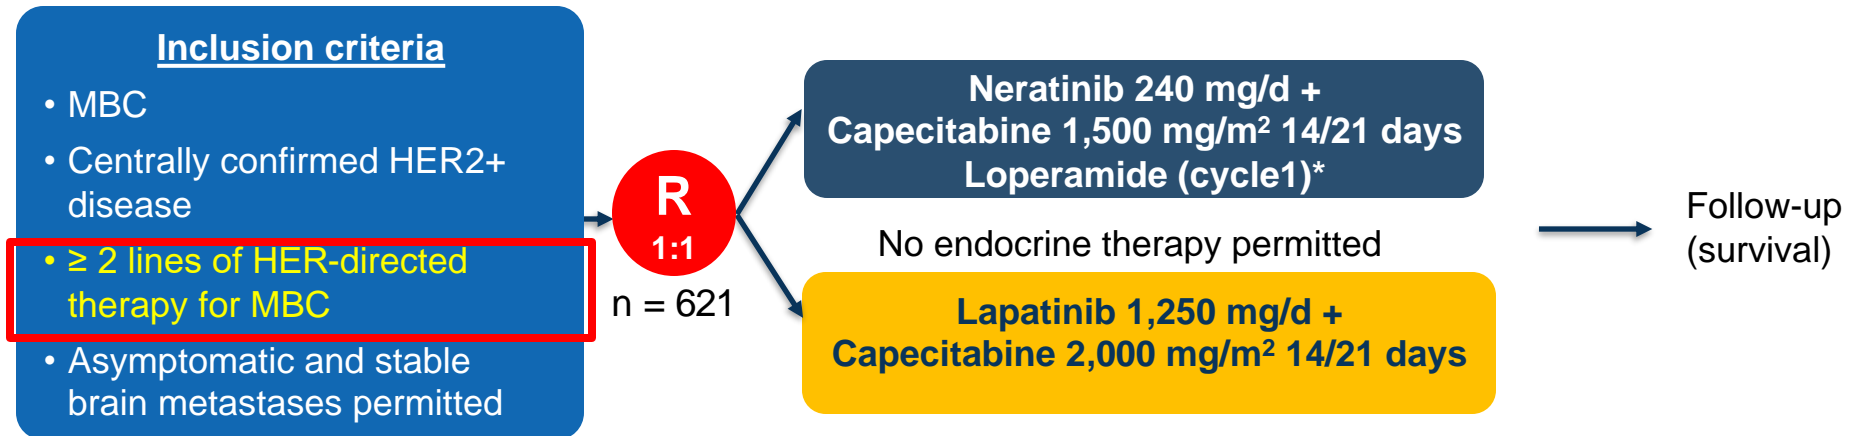 Inclusion criteria
• MBC
• Centrally confirmed HER2+
disease
• ≥ 2 lines of HER-directed
therapy for MBC
• Asymptomatic and stable
brain metastases permitted
R
1:1
n = 621
Neratinib 240 mg/d +
Capecitabine 1,500 mg/m² 14/21 days
Loperamide (cycle1)*
No endocrine therapy permitted
Lapatinib 1,250 mg/d +
Capecitabine 2,000 mg/m² 14/21 days
Follow-up
(survival)